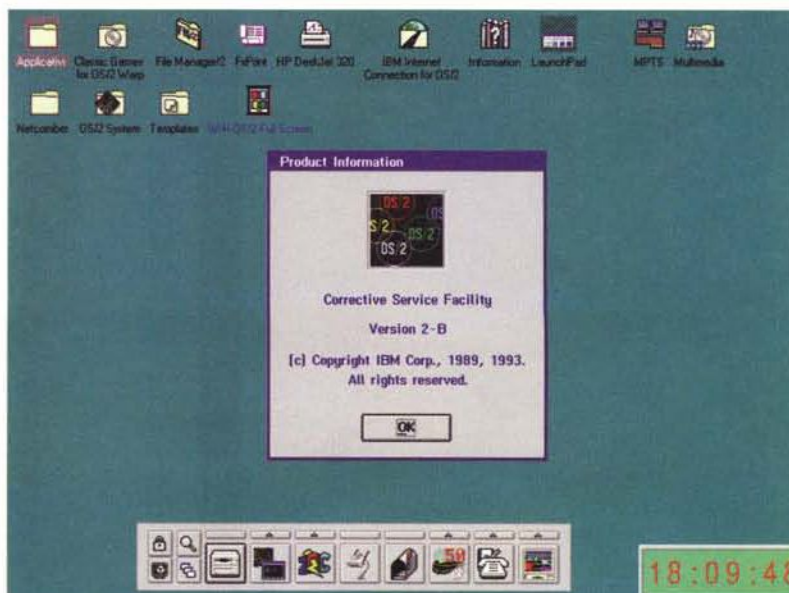 Applicativi
Classic Games
for OS/2 Warp
File Manager/2
FxPrint
HP DeskJet 320
IBM Internet
Connection for OS/2
Information
LaunchPad
MPTS
Multimedia
Netcomber
OS/2 System
Templates
WIN-OS/2 Full Screen
Product Information
OS/2
OS
S/2
OS/2
OS/2
Corrective Service Facility
Version 2-B
(c) Copyright IBM Corp., 1989, 1993.
All rights reserved.
OK
50
18:09:48